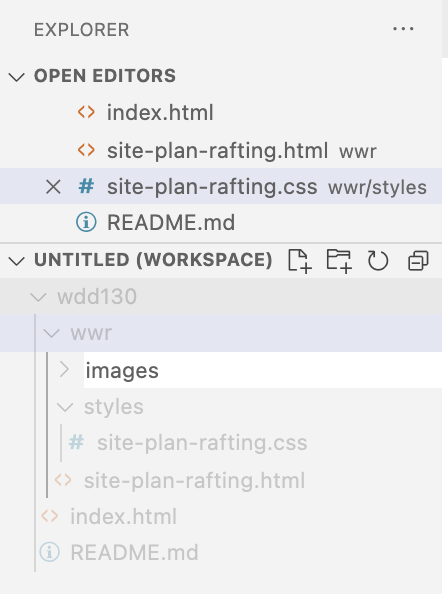 EXPLORER
OPEN EDITORS
index.html
site-plan-rafting.html wwr
site-plan-rafting.css wwr/styles
README.md
UNTITLED (WORKSPACE)
wdd130
wwr
images
styles
site-plan-rafting.css
site-plan-rafting.html
index.html
README.md